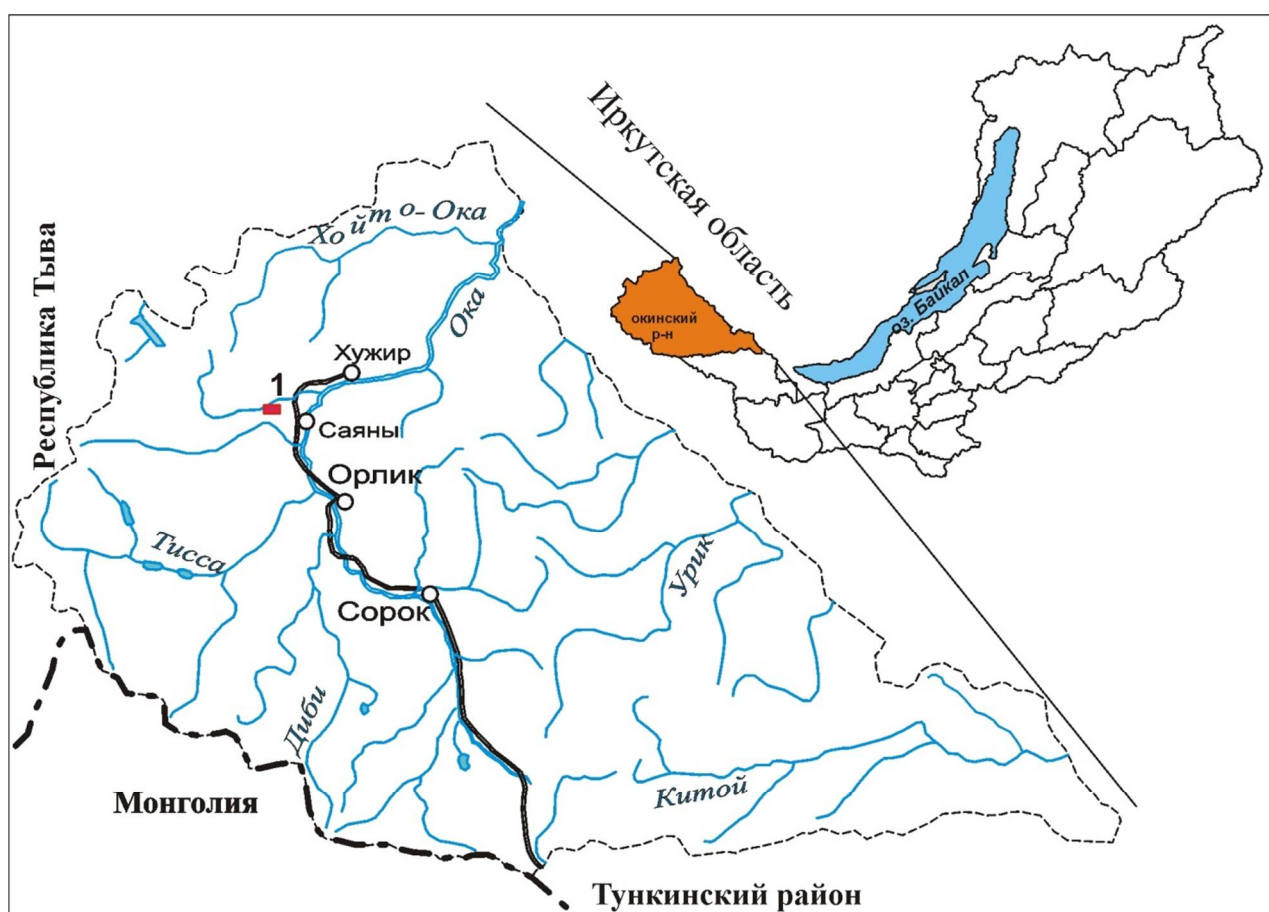 Иркутская область
Хойто-Ока
Республика Тыва
Ока
оз. Байкал
окинский
р-н
Хужир
1
Саяны
Орлик
Тисса
Урик
Сорок
Диби
Китой
Монголия
Тункинский район